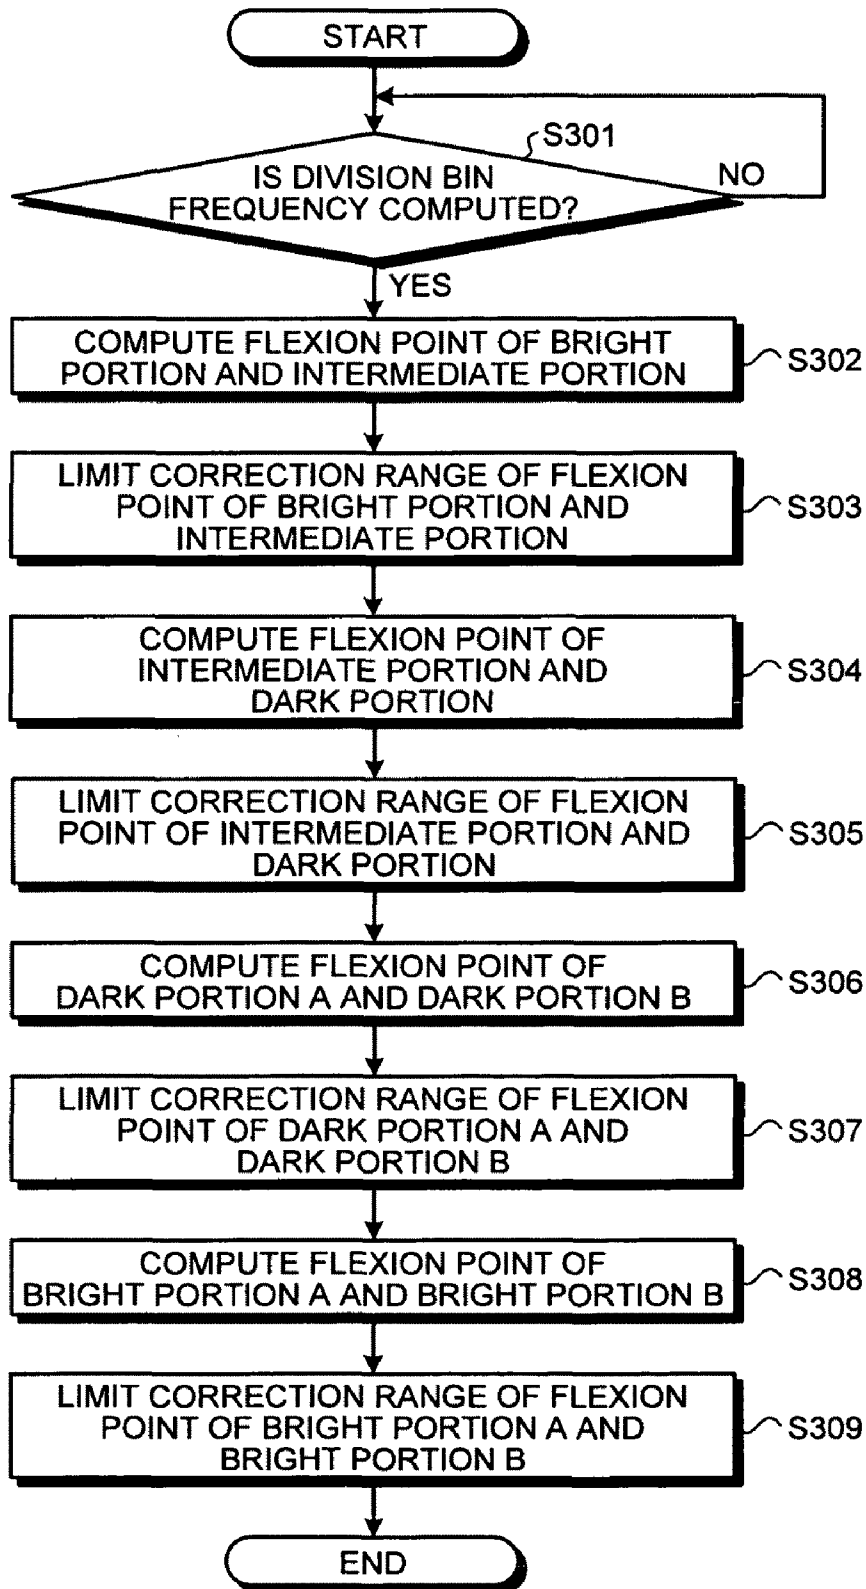 START
S301
IS DIVISION BIN
FREQUENCY COMPUTED?
NO
YES
COMPUTE FLEXION POINT OF BRIGHT
PORTION AND INTERMEDIATE PORTION
S302
LIMIT CORRECTION RANGE OF FLEXION
POINT OF BRIGHT PORTION AND
INTERMEDIATE PORTION
S303
COMPUTE FLEXION POINT OF
INTERMEDIATE PORTION AND
DARK PORTION
S304
LIMIT CORRECTION RANGE OF FLEXION
POINT OF INTERMEDIATE PORTION AND
DARK PORTION
S305
COMPUTE FLEXION POINT OF
DARK PORTION A AND DARK PORTION B
S306
LIMIT CORRECTION RANGE OF FLEXION
POINT OF DARK PORTION A AND
DARK PORTION B
S307
COMPUTE FLEXION POINT OF
BRIGHT PORTION A AND BRIGHT PORTION B
S308
LIMIT CORRECTION RANGE OF FLEXION
POINT OF BRIGHT PORTION A AND
BRIGHT PORTION B
S309
END